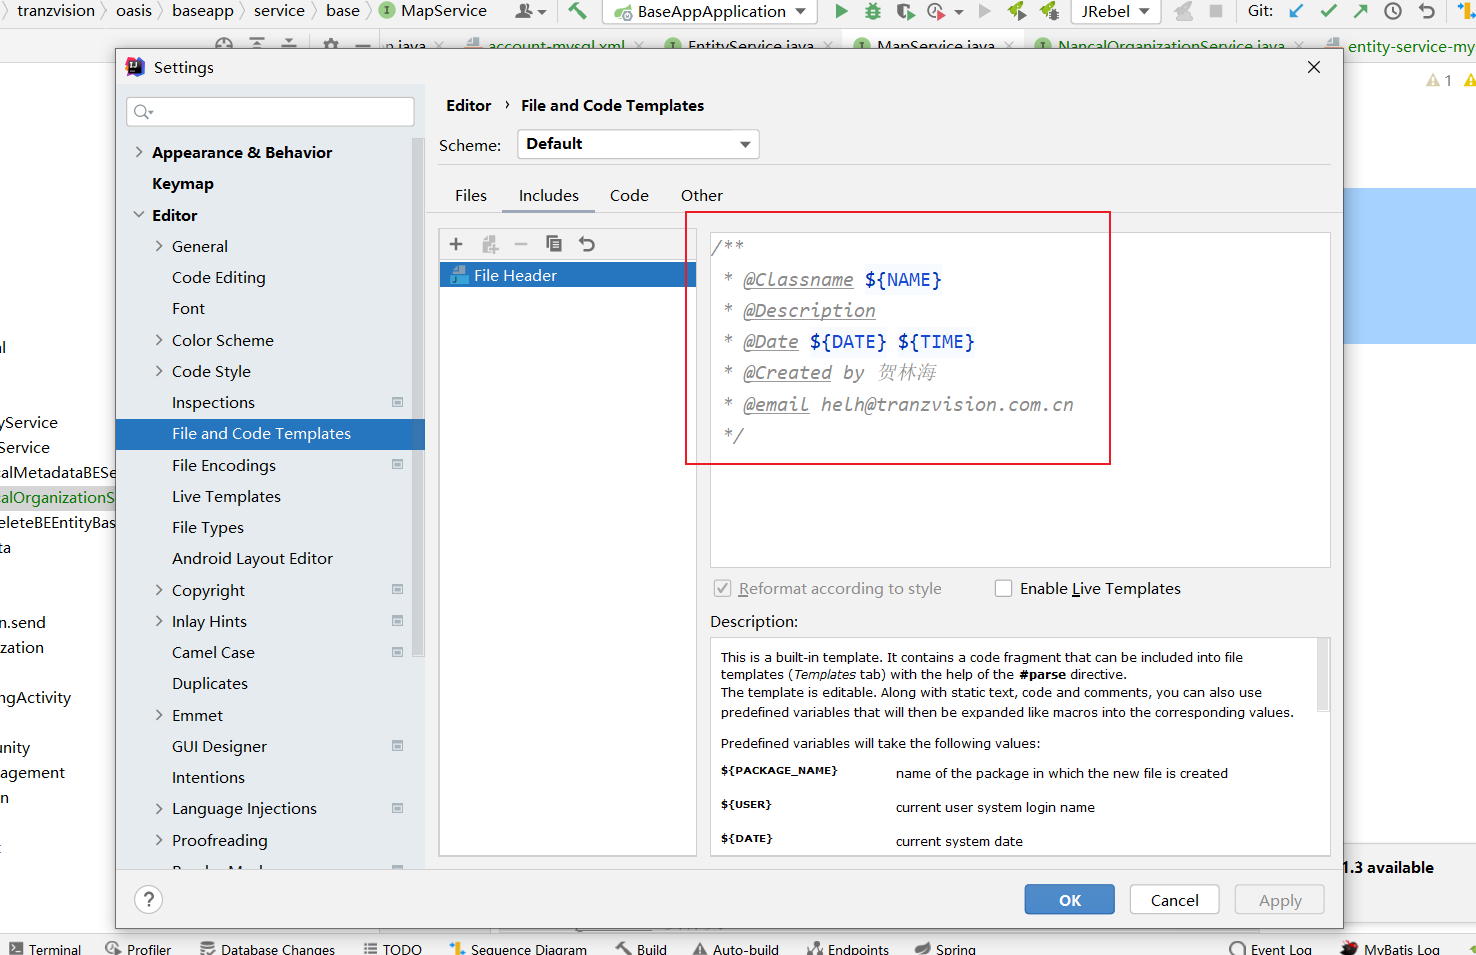 tranzvision oasis baseapp service base MapService BaseAppApplication JRebel Git:
n.java account-mysql.xml EntityService.java MapService.java NancalOrganizationService.java entity-service-my
1
Settings
Editor › File and Code Templates
Scheme: Default
Files Includes Code Other
Appearance & Behavior
Keymap
Editor
General
Code Editing
Font
Color Scheme
Code Style
Inspections
File and Code Templates
File Encodings
Live Templates
File Types
Android Layout Editor
Copyright
Inlay Hints
Camel Case
Duplicates
Emmet
GUI Designer
Intentions
Language Injections
Proofreading
File Header
/**
* @Classname ${NAME}
* @Description
* @Date ${DATE} ${TIME}
* @Created by 贺林海
* @email helh@tranzvision.com.cn
*/
Reformat according to style Enable Live Templates
Description:
This is a built-in template. It contains a code fragment that can be included into file
templates (Templates tab) with the help of the #parse directive.
The template is editable. Along with static text, code and comments, you can also use
predefined variables that will then be expanded like macros into the corresponding values.
Predefined variables will take the following values:
${PACKAGE_NAME} name of the package in which the new file is created
${USER} current user system login name
${DATE} current system date
? OK Cancel Apply
l
yService
Service
calMetadataBESe
calOrganizationS
eleteBEEntityBas
ta
n.send
zation
ngActivity
unity
agement
n
t
1.3 available
Terminal Profiler Database Changes TODO Sequence Diagram Build Auto-build Endpoints Spring Event Log MyBatis Log